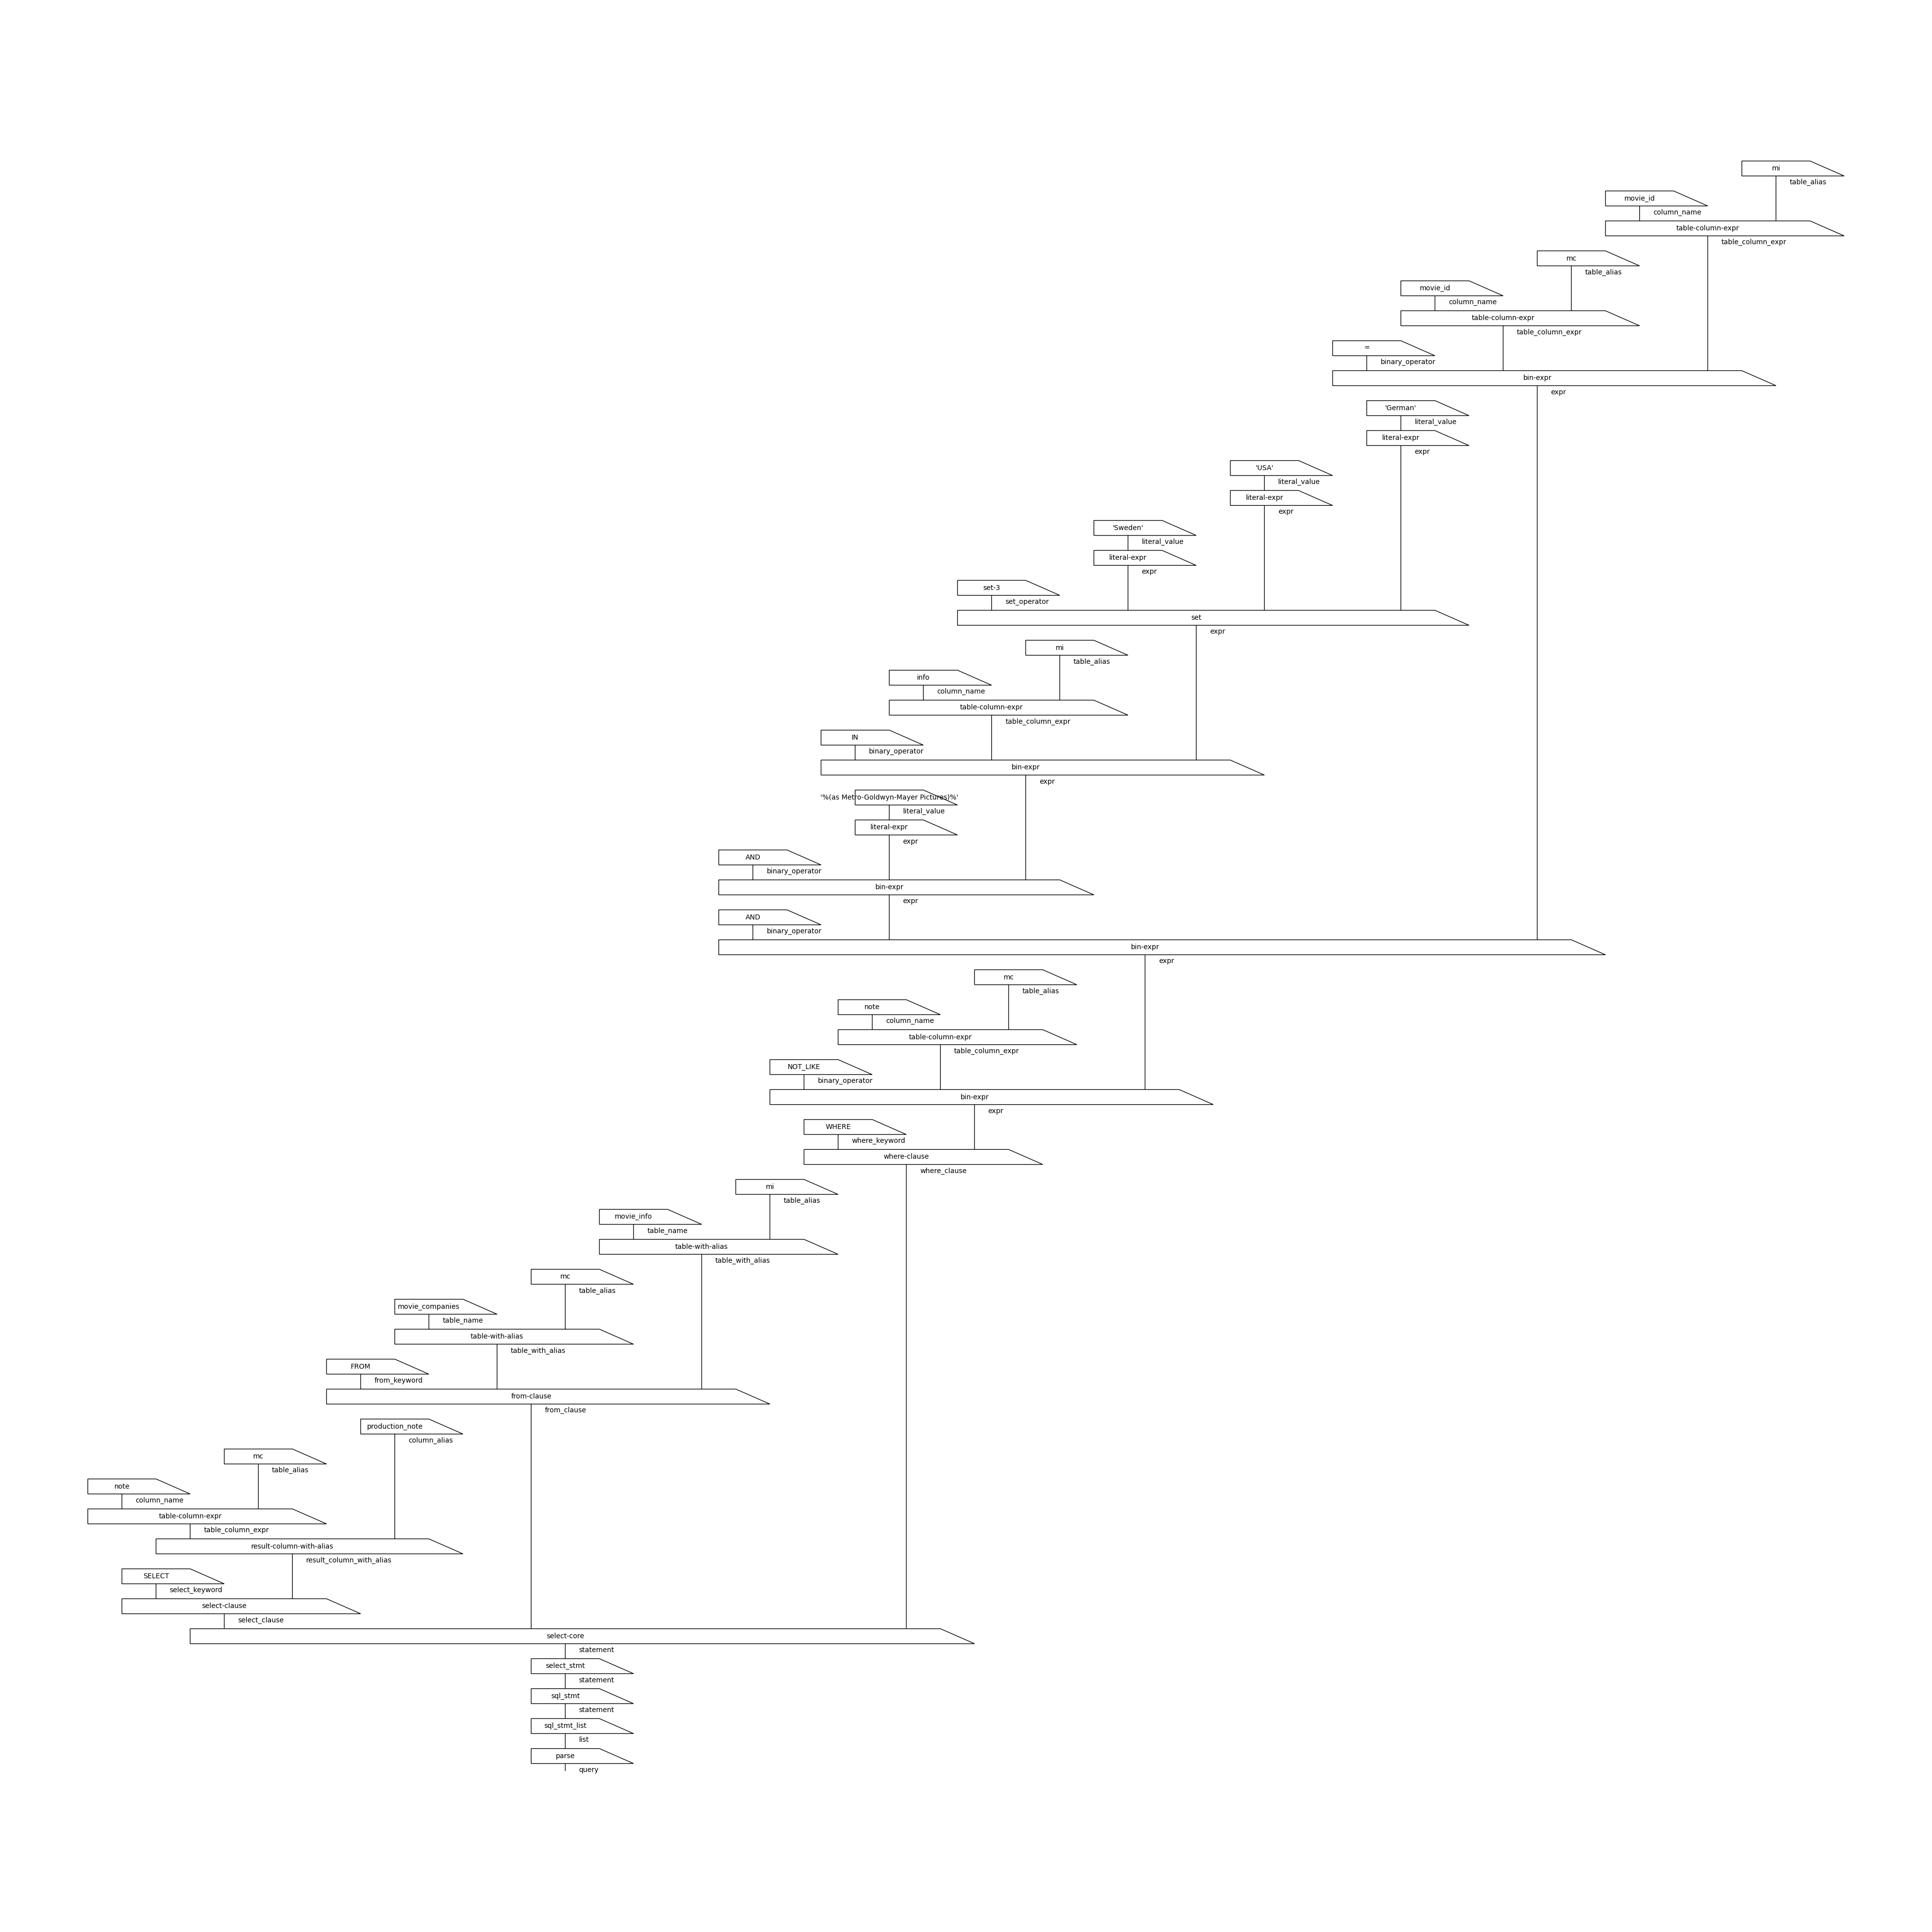 mi
table_alias
movie_id
column_name
table-column-expr
table_column_expr
mc
table_alias
movie_id
column_name
table-column-expr
table_column_expr
=
binary_operator
bin-expr
expr
'German'
literal_value
literal-expr
expr
'USA'
literal_value
literal-expr
expr
'Sweden'
literal_value
literal-expr
expr
set-3
set_operator
set
expr
mi
table_alias
info
column_name
table-column-expr
table_column_expr
IN
binary_operator
bin-expr
expr
'%(as Metro-Goldwyn-Mayer Pictures)%'
literal_value
literal-expr
expr
AND
binary_operator
bin-expr
expr
AND
binary_operator
bin-expr
expr
mc
table_alias
note
column_name
table-column-expr
table_column_expr
NOT_LIKE
binary_operator
bin-expr
expr
WHERE
where_keyword
where-clause
where_clause
mi
table_alias
movie_info
table_name
table-with-alias
table_with_alias
mc
table_alias
movie_companies
table_name
table-with-alias
table_with_alias
FROM
from_keyword
from-clause
from_clause
production_note
column_alias
mc
table_alias
note
column_name
table-column-expr
table_column_expr
result-column-with-alias
result_column_with_alias
SELECT
select_keyword
select-clause
select_clause
select-core
statement
select_stmt
statement
sql_stmt
statement
sql_stmt_list
list
parse
query